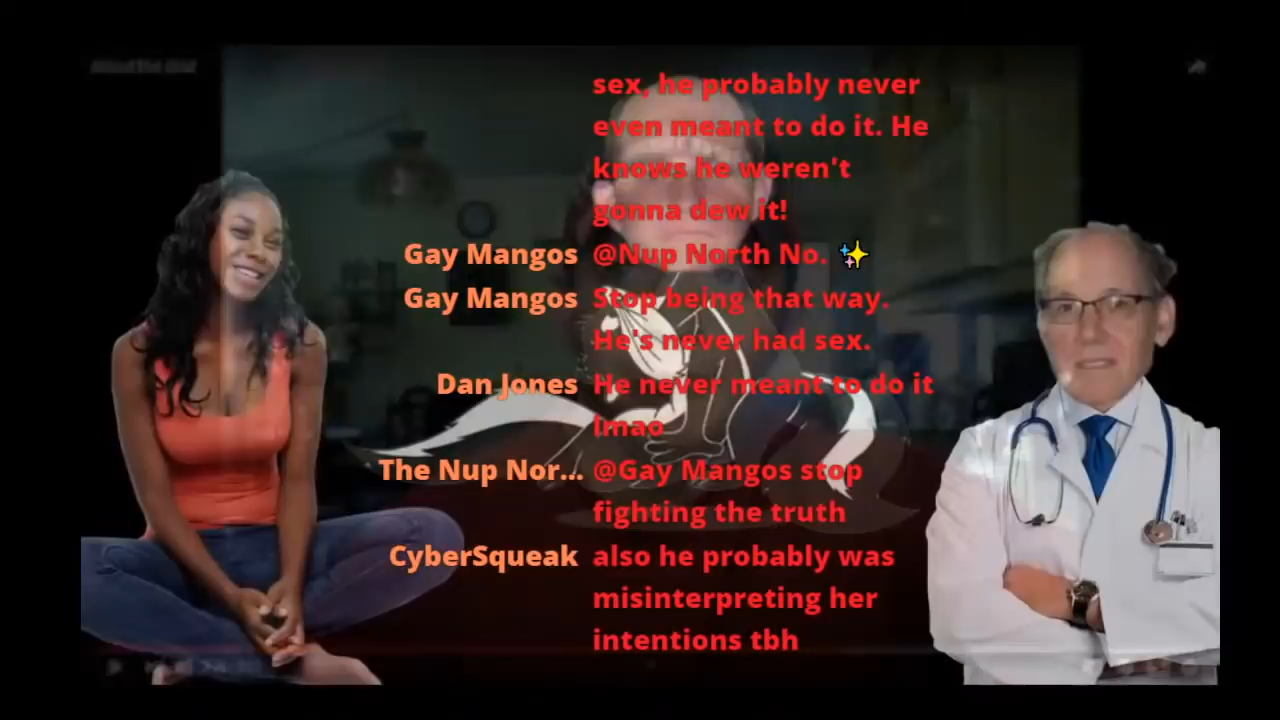 sex, he probably never
even meant to do it. He
knows he weren't
gonna dew it!
Gay Mangos @Nup North No. ✨
Gay Mangos Stop being that way.
He's never had sex.
Dan Jones He never meant to do it
lmao
The Nup Nor... @Gay Mangos stop
fighting the truth
CyberSqueak also he probably was
misinterpreting her
intentions tbh